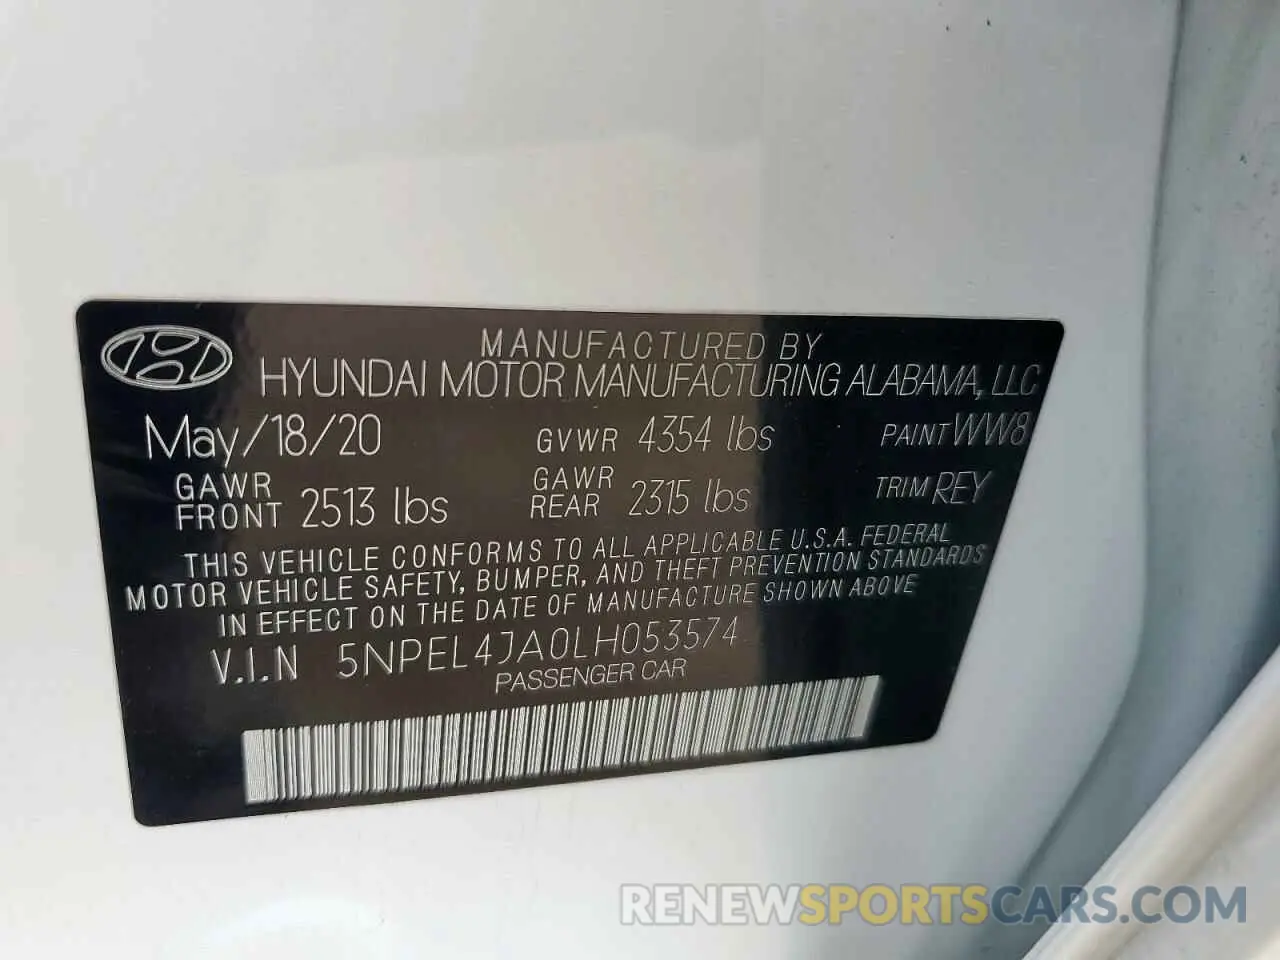 MANUFACTURED BY
HYUNDAI MOTOR MANUFACTURING ALABAMA, LLC
May/18/20 GVWR 4354 lbs PAINT WW8
GAWR FRONT 2513 lbs GAWR REAR 2315 lbs TRIM REY
THIS VEHICLE CONFORMS TO ALL APPLICABLE U.S.A. FEDERAL
MOTOR VEHICLE SAFETY, BUMPER, AND THEFT PREVENTION STANDARDS
IN EFFECT ON THE DATE OF MANUFACTURE SHOWN ABOVE
V.I.N 5NPEL4JA0LH053574
PASSENGER CAR
RENEWSPORTSCARS.COM